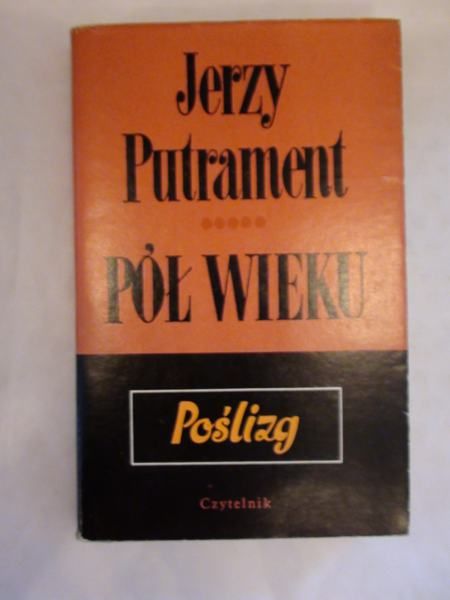 Jerzy
Putrament
PÓŁ WIEKU
Poślizg
Czytelnik